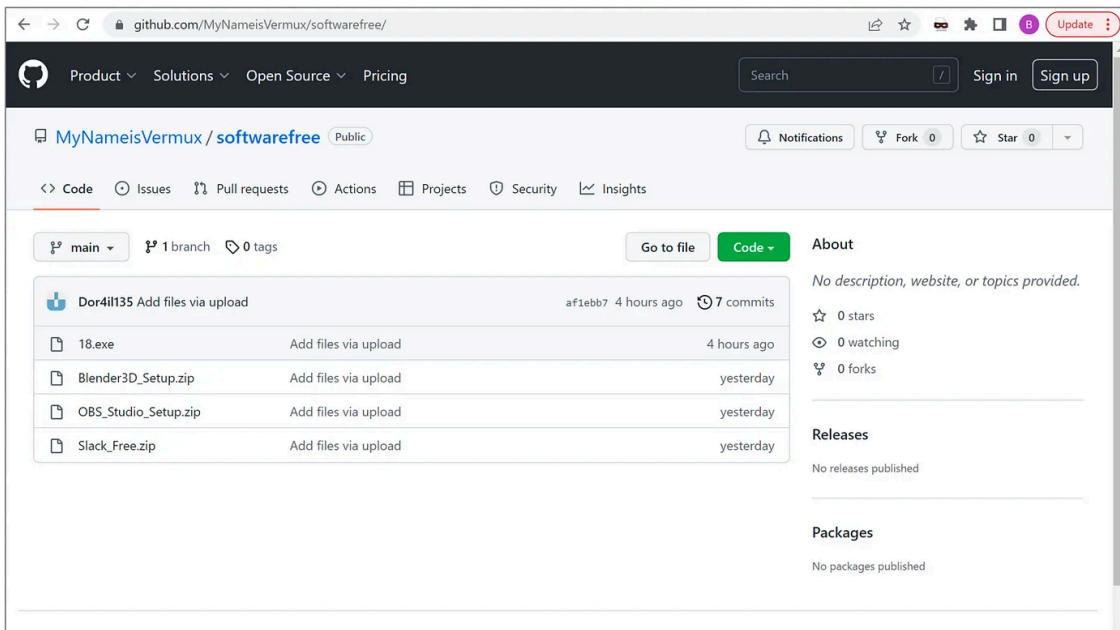 github.com/MyNameisVermux/softwarefree/
B
Update
Product Solutions Open Source Pricing
Search /
Sign in Sign up
MyNameisVermux / softwarefree Public
Notifications Fork 0 Star 0
Code Issues Pull requests Actions Projects Security Insights
main 1 branch 0 tags
Go to file Code
Dor4il135 Add files via upload af1ebb7 4 hours ago 7 commits
18.exe Add files via upload 4 hours ago
Blender3D_Setup.zip Add files via upload yesterday
OBS_Studio_Setup.zip Add files via upload yesterday
Slack_Free.zip Add files via upload yesterday
About
No description, website, or topics provided.
0 stars
0 watching
0 forks
Releases
No releases published
Packages
No packages published